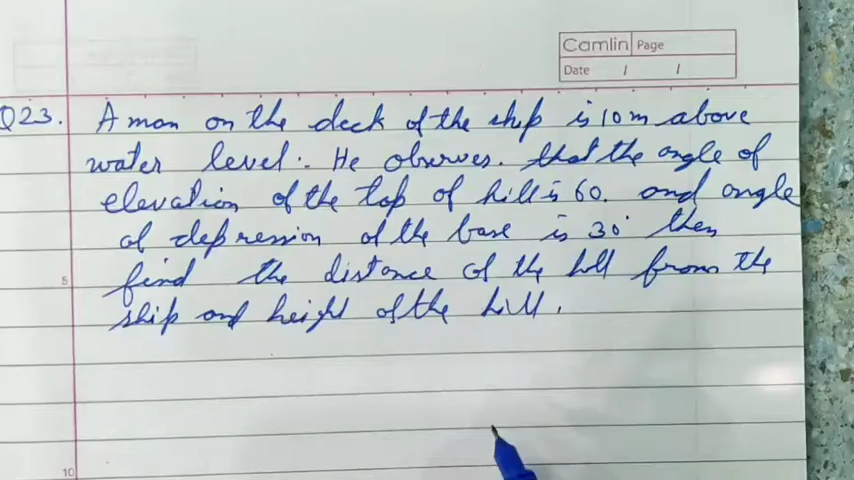 Camlin Page
Date / /
Q23. A man on the deck of the ship is 10m above
water level. He observes. that the angle of
elevation of the top of hill is 60. and angle
of depression of the base is 30° then
find the distance of the hill from the
5
ship and height of the hill.
10